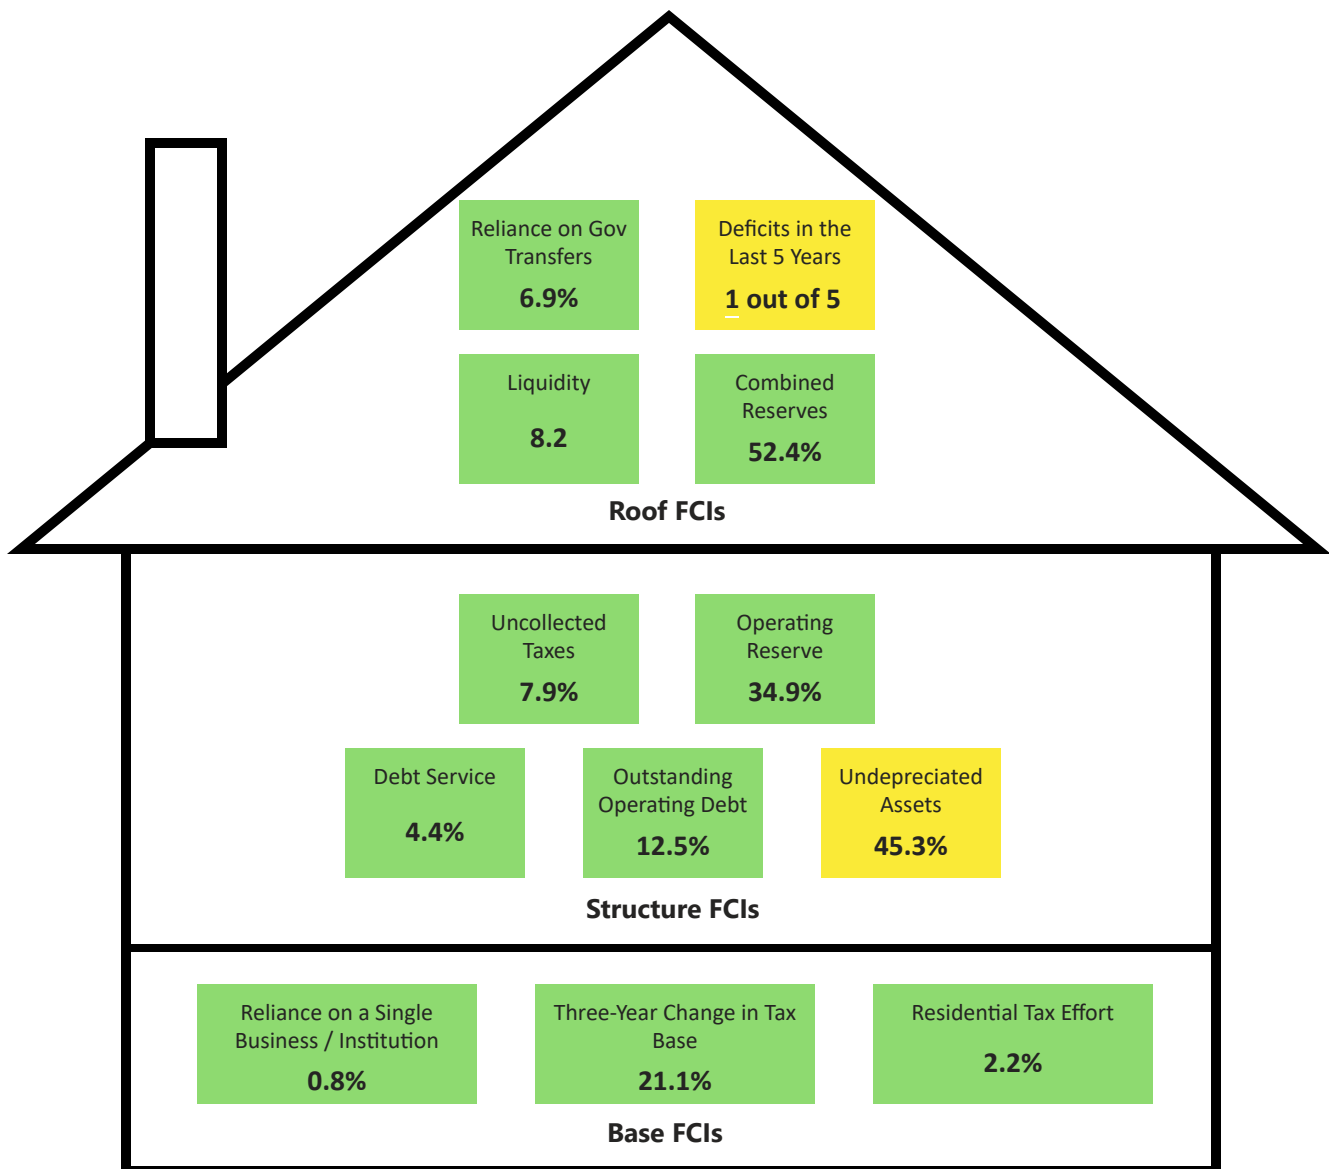 Reliance on Gov
Transfers
6.9%
Deficits in the
Last 5 Years
1 out of 5
Liquidity
8.2
Combined
Reserves
52.4%
Roof FCIs
Uncollected
Taxes
7.9%
Operating
Reserve
34.9%
Debt Service
4.4%
Outstanding
Operating Debt
12.5%
Undepreciated
Assets
45.3%
Structure FCIs
Reliance on a Single
Business / Institution
0.8%
Three-Year Change in Tax
Base
21.1%
Residential Tax Effort
2.2%
Base FCIs